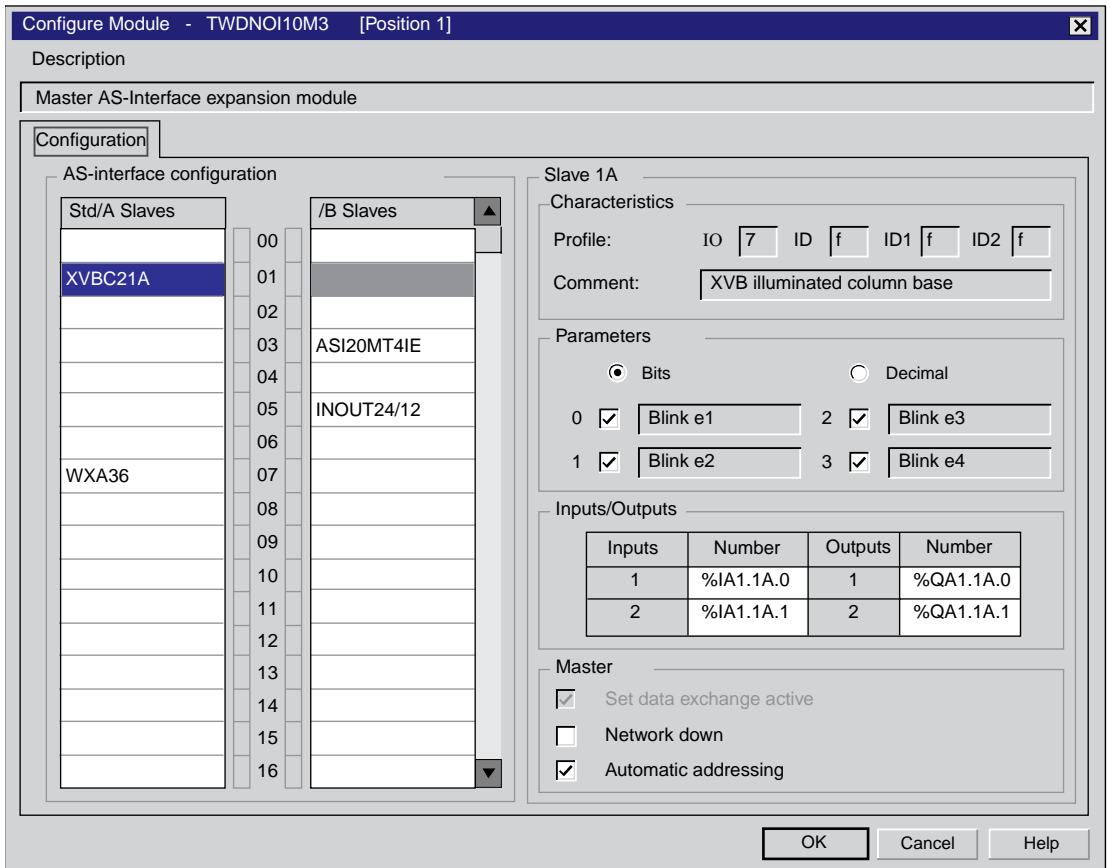 Configure Module - TWDNOI10M3 [Position 1]
Description
Master AS-Interface expansion module
Configuration
AS-interface configuration
Std/A Slaves /B Slaves
00
XVBC21A 01
02
03 ASI20MT4IE
04
05 INOUT24/12
06
WXA36 07
08
09
10
11
12
13
14
15
16
Slave 1A
Characteristics
Profile: IO 7 ID f ID1 f ID2 f
Comment: XVB illuminated column base
Parameters
Bits Decimal
0 Blink e1 2 Blink e3
1 Blink e2 3 Blink e4
Inputs/Outputs
Inputs Number Outputs Number
1 %IA1.1A.0 1 %QA1.1A.0
2 %IA1.1A.1 2 %QA1.1A.1
Master
Set data exchange active
Network down
Automatic addressing
OK Cancel Help